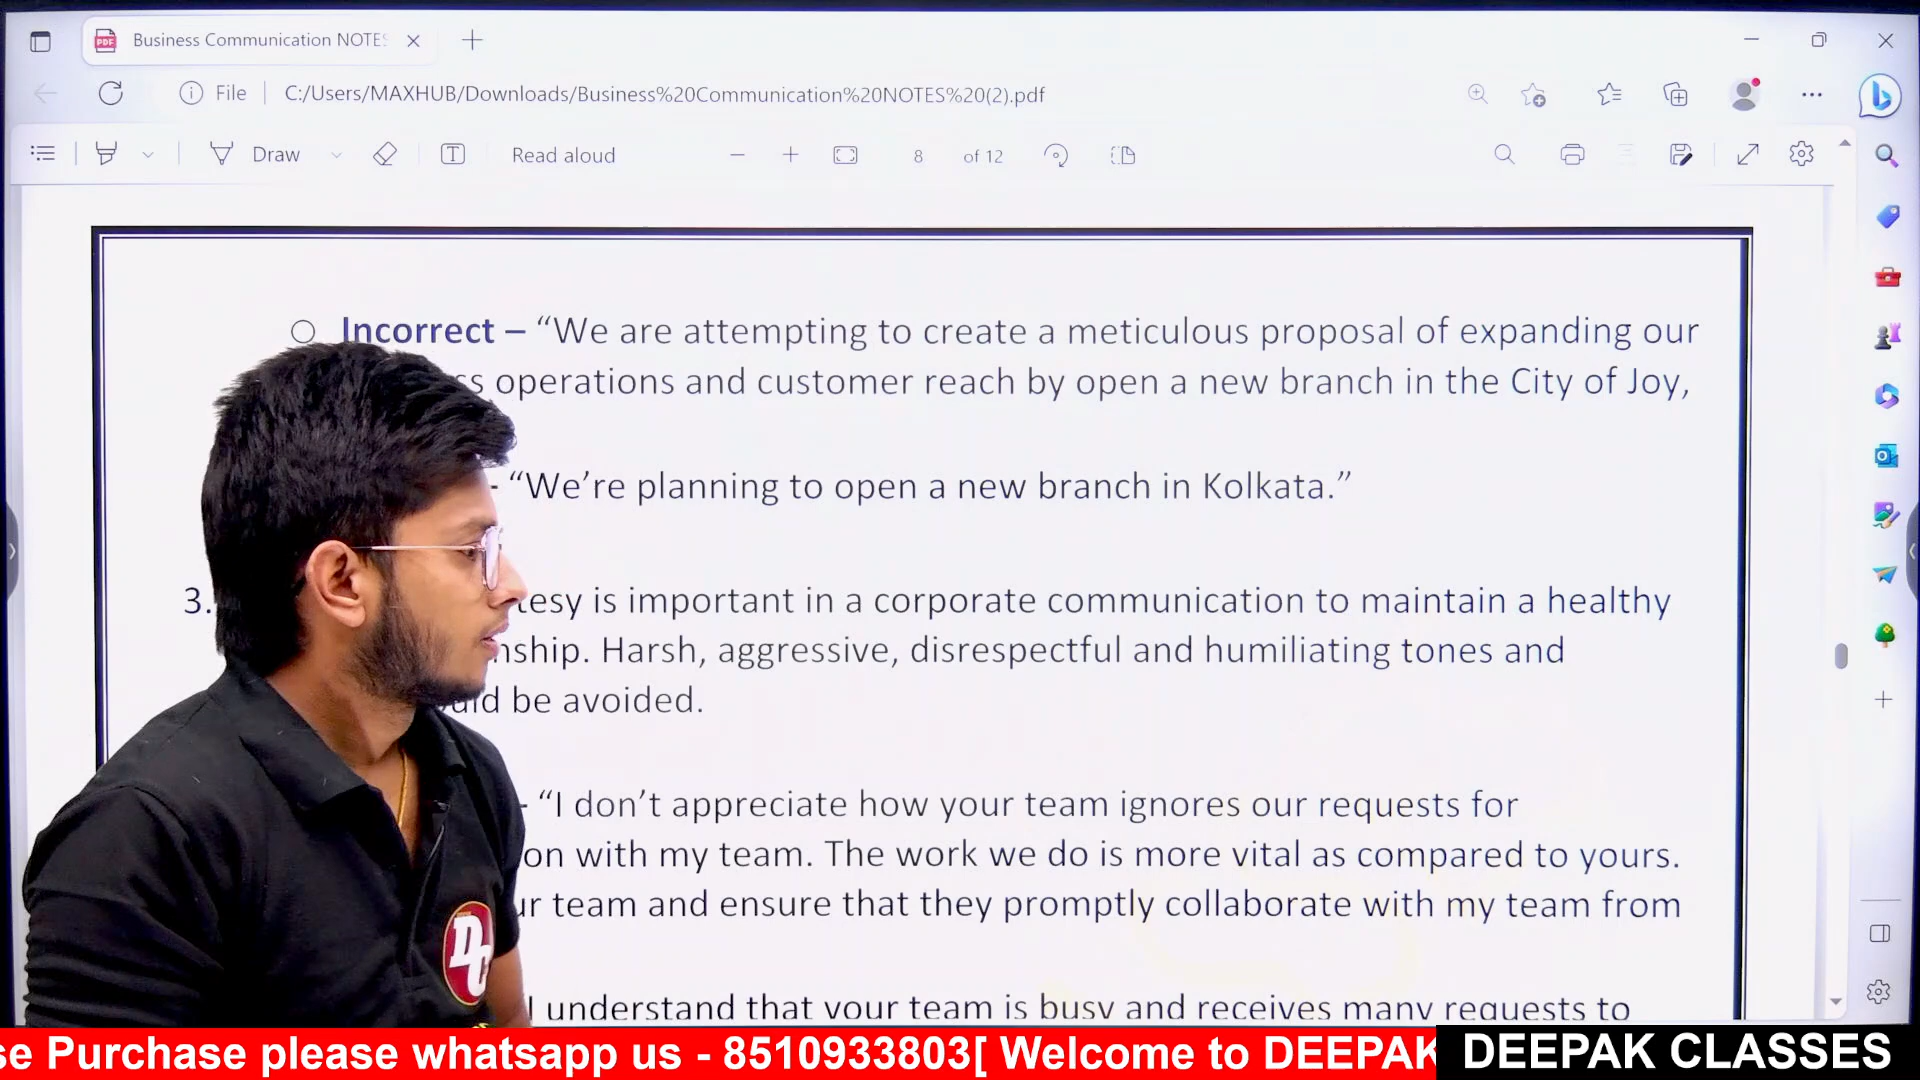 Business Communication NOTES
File
C:/Users/MAXHUB/Downloads/Business%20Communication%20NOTES%20(2).pdf
Draw
Read aloud
8 of 12
Incorrect – “We are attempting to create a meticulous proposal of expanding our
operations and customer reach by open a new branch in the City of Joy,
- “We’re planning to open a new branch in Kolkata.”
3.
is important in a corporate communication to maintain a healthy
Harsh, aggressive, disrespectful and humiliating tones and
be avoided.
- “I don’t appreciate how your team ignores our requests for
with my team. The work we do is more vital as compared to yours.
team and ensure that they promptly collaborate with my team from
I understand that your team is busy and receives many requests to
DC
se Purchase please whatsapp us - 8510933803[ Welcome to DEEPAK
DEEPAK CLASSES